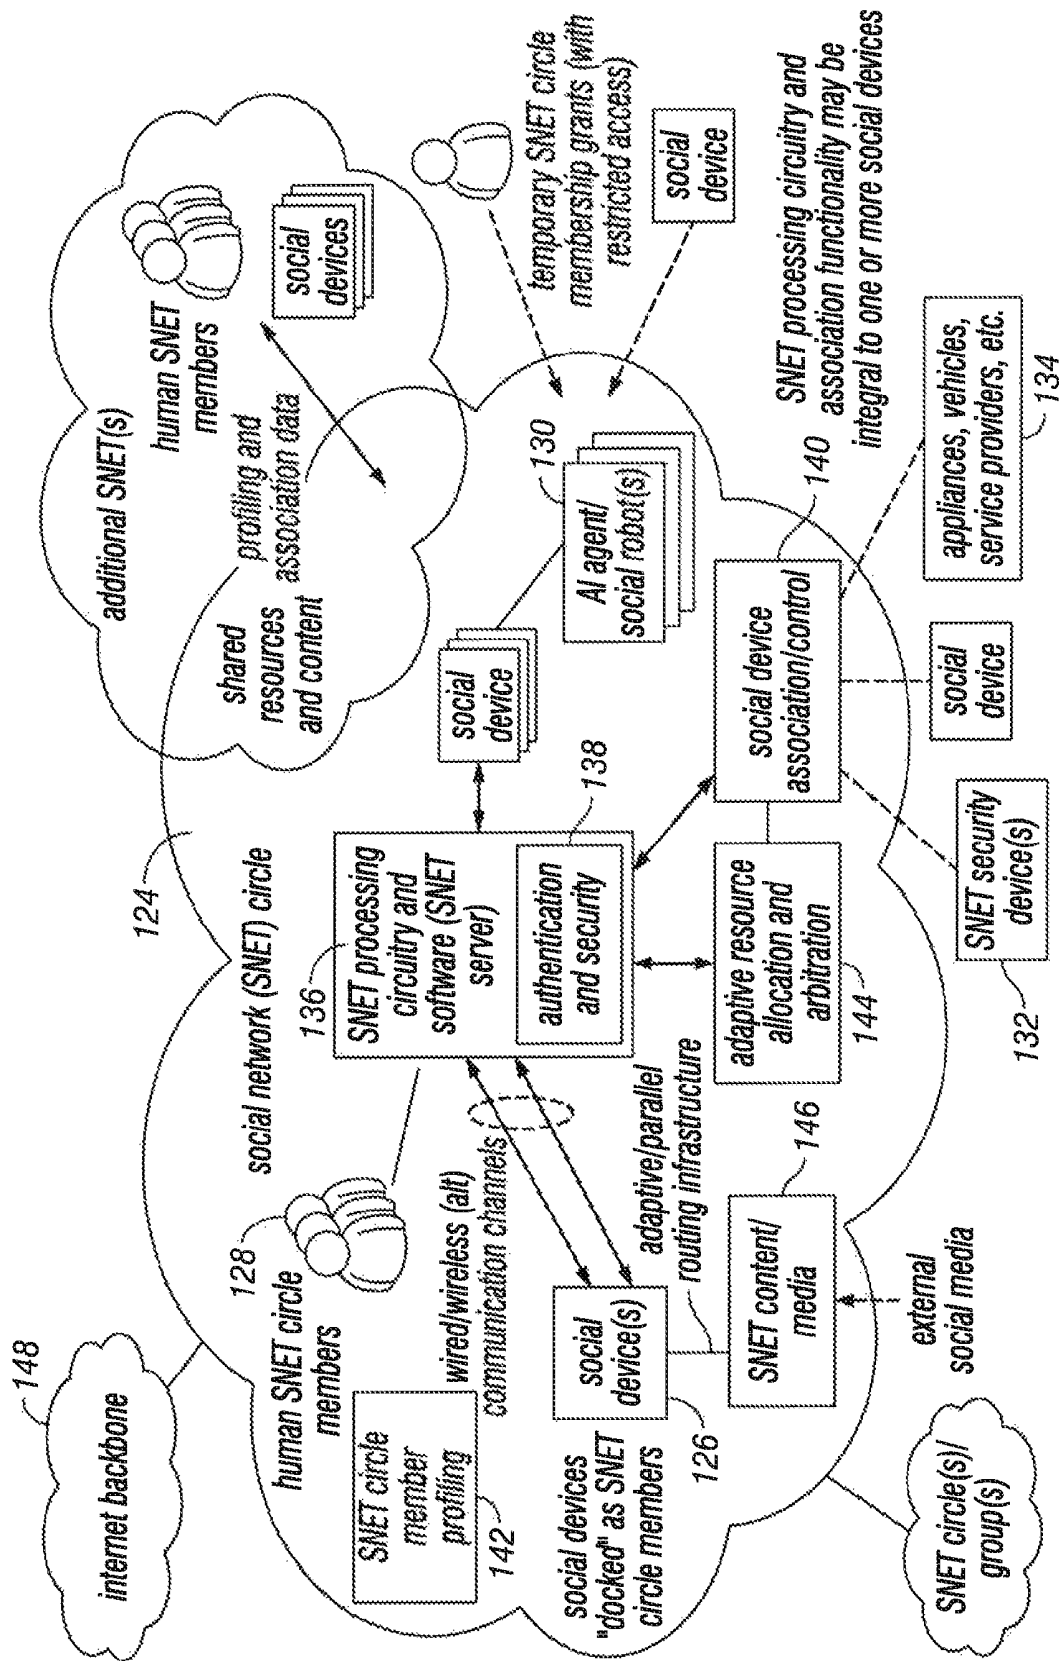 148
internet backbone
124
social network (SNET) circle
additional SNET(s)
human SNET
members
social
devices
profiling and
association data
shared
resources
and content
temporary SNET circle
membership grants (with
restricted access)
social
device
128
human SNET circle
members
SNET circle
member
profiling
142
wired/wireless (alt)
communication channels
136
SNET processing
circuitry and
software (SNET
server)
138
authentication
and security
social
device
130
AI agent/
social robot(s)
social devices
"docked" as SNET
circle members
social
device(s)
126
adaptive/parallel
routing infrastructure
146
SNET content/
media
external
social media
adaptive resource
allocation and
arbitration
144
140
social device
association/control
SNET processing circuitry and
association functionality may be
integral to one or more social devices
SNET circle(s)/
group(s)
132
SNET security
device(s)
social
device
appliances, vehicles,
service providers, etc.
134